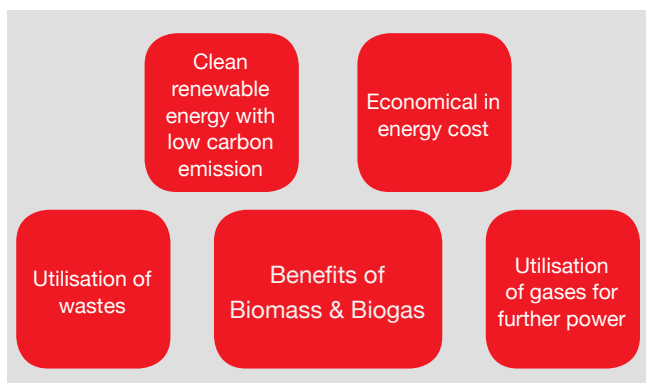 Clean
renewable
energy with
low carbon
emission
Economical in
energy cost
Utilisation of
wastes
Benefits of
Biomass & Biogas
Utilisation
of gases for
further power